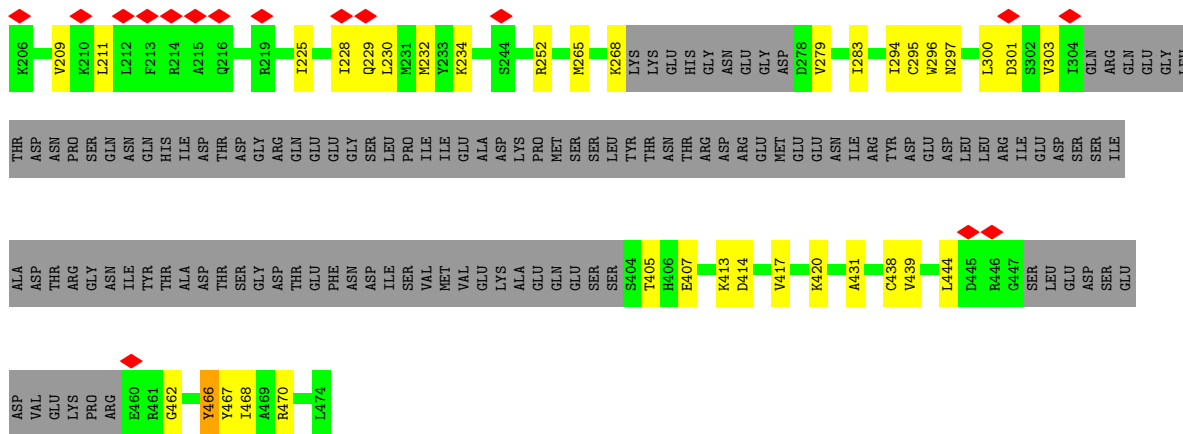 K206 V209 K210 L211 L212 F213 R214 A215 Q216 R219 I225 I228 Q229 L230 M231 M232 Y233 K234 S244 R252 M265 K268 LYS LYS GLU HIS GLY ASN GLU GLY ASP D278 V279 I283 I294 C295 W296 N297 L300 D301 S302 V303 I304 GLN ARG GLN GLU GLY LEU
THR ASP ASN PRO SER GLN ASN GLN HIS ILE ASP THR ASP GLY ARG GLN GLU GLU GLY SER LEU PRO ILE ILE GLU ALA ASP LYS PRO MET SER SER LEU TYR THR ASN THR ARG ASP ARG GLU MET GLU GLU ASN ILE ARG TYR ASP GLU ASP LEU LEU ARG ILE GLU ASP SER SER ILE
ALA ASP THR ARG GLY ASN ILE TYR THR ALA ASP THR SER GLY ASP THR GLU PHE ASN ASP ILE SER VAL MET VAL GLU LYS ALA GLU GLN GLU SER SER S404 T405 H406 E407 K413 D414 V417 K420 A431 C438 V439 L444 D445 R446 G447 SER LEU GLU ASP SER GLU
ASP VAL GLU LYS PRO ARG E460 R461 G462 Y466 Y467 I468 A469 R470 L474